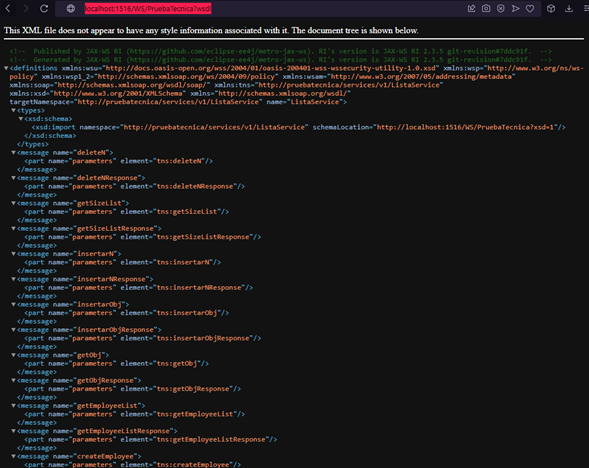 localhost:1516/WS/PruebaTecnica?wsdl
This XML file does not appear to have any style information associated with it. The document tree is shown below.
<!-- Published by JAX-WS RI (https://github.com/eclipse-ee4j/metro-jax-ws). RI's version is JAX-WS RI 2.3.5 git-revision#7ddc91f. -->
<!-- Generated by JAX-WS RI (https://github.com/eclipse-ee4j/metro-jax-ws). RI's version is JAX-WS RI 2.3.5 git-revision#7ddc91f. -->
<definitions xmlns:wsu="http://docs.oasis-open.org/wss/2004/01/oasis-200401-wss-wssecurity-utility-1.0.xsd" xmlns:wsp="http://www.w3.org/ns/ws-
policy" xmlns:wsp1_2="http://schemas.xmlsoap.org/ws/2004/09/policy" xmlns:wsam="http://www.w3.org/2007/05/addressing/metadata"
xmlns:soap="http://schemas.xmlsoap.org/wsdl/soap/" xmlns:tns="http://pruebatecnica/services/v1/ListaService"
xmlns:xsd="http://www.w3.org/2001/XMLSchema" xmlns="http://schemas.xmlsoap.org/wsdl/"
targetNamespace="http://pruebatecnica/services/v1/ListaService" name="ListaService">
<types>
<xsd:schema>
<xsd:import namespace="http://pruebatecnica/services/v1/ListaService" schemaLocation="http://localhost:1516/WS/PruebaTecnica?xsd=1"/>
</xsd:schema>
</types>
<message name="deleteN">
<part name="parameters" element="tns:deleteN"/>
</message>
<message name="deleteNResponse">
<part name="parameters" element="tns:deleteNResponse"/>
</message>
<message name="getSizeList">
<part name="parameters" element="tns:getSizeList"/>
</message>
<message name="getSizeListResponse">
<part name="parameters" element="tns:getSizeListResponse"/>
</message>
<message name="insertarN">
<part name="parameters" element="tns:insertarN"/>
</message>
<message name="insertarNResponse">
<part name="parameters" element="tns:insertarNResponse"/>
</message>
<message name="insertarObj">
<part name="parameters" element="tns:insertarObj"/>
</message>
<message name="insertarObjResponse">
<part name="parameters" element="tns:insertarObjResponse"/>
</message>
<message name="getObj">
<part name="parameters" element="tns:getObj"/>
</message>
<message name="getObjResponse">
<part name="parameters" element="tns:getObjResponse"/>
</message>
<message name="getEmployeeList">
<part name="parameters" element="tns:getEmployeeList"/>
</message>
<message name="getEmployeeListResponse">
<part name="parameters" element="tns:getEmployeeListResponse"/>
</message>
<message name="createEmployee">
<part name="parameters" element="tns:createEmployee"/>